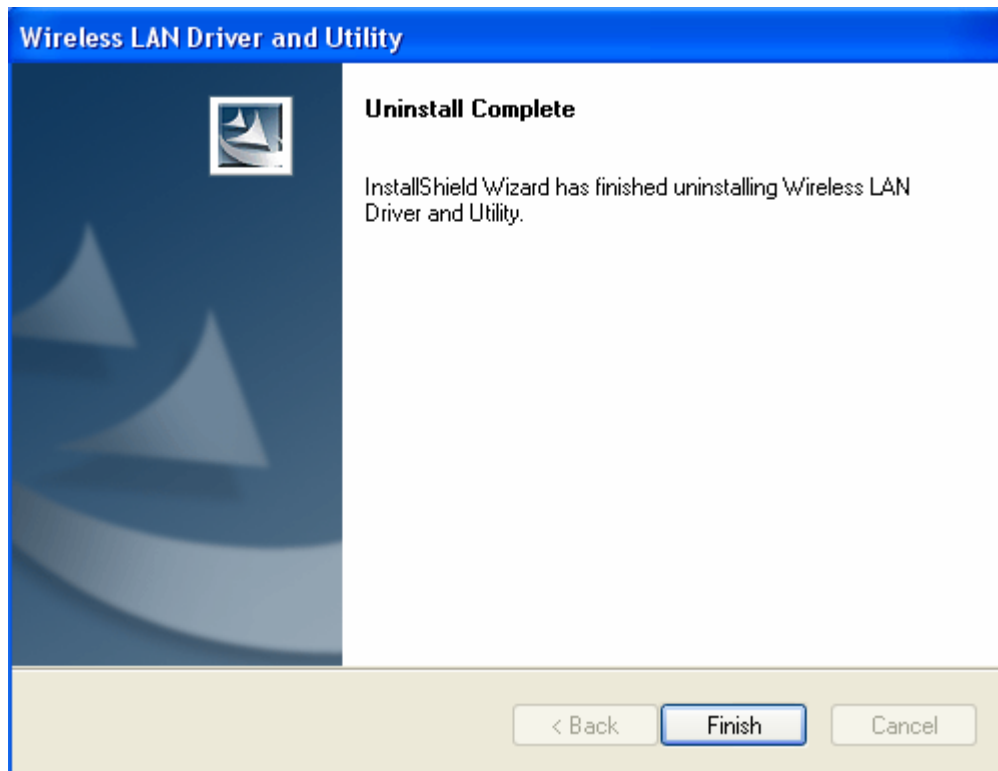 Wireless LAN Driver and Utility
Uninstall Complete
InstallShield Wizard has finished uninstalling Wireless LAN
Driver and Utility.
< Back
Finish
Cancel